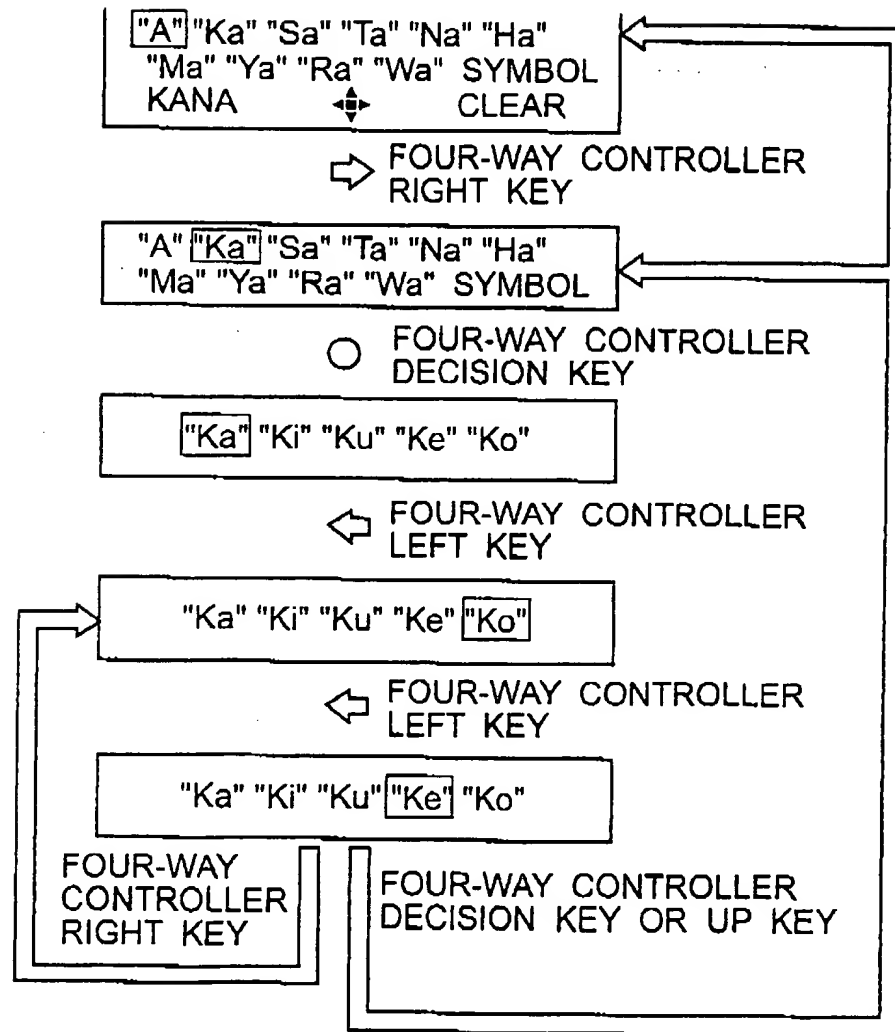 "A" "Ka" "Sa" "Ta" "Na" "Ha"
"Ma" "Ya" "Ra" "Wa" SYMBOL
KANA CLEAR
FOUR-WAY CONTROLLER
RIGHT KEY
"A" "Ka" "Sa" "Ta" "Na" "Ha"
"Ma" "Ya" "Ra" "Wa" SYMBOL
FOUR-WAY CONTROLLER
DECISION KEY
"Ka" "Ki" "Ku" "Ke" "Ko"
FOUR-WAY CONTROLLER
LEFT KEY
"Ka" "Ki" "Ku" "Ke" "Ko"
FOUR-WAY CONTROLLER
LEFT KEY
"Ka" "Ki" "Ku" "Ke" "Ko"
FOUR-WAY
CONTROLLER
RIGHT KEY
FOUR-WAY CONTROLLER
DECISION KEY OR UP KEY